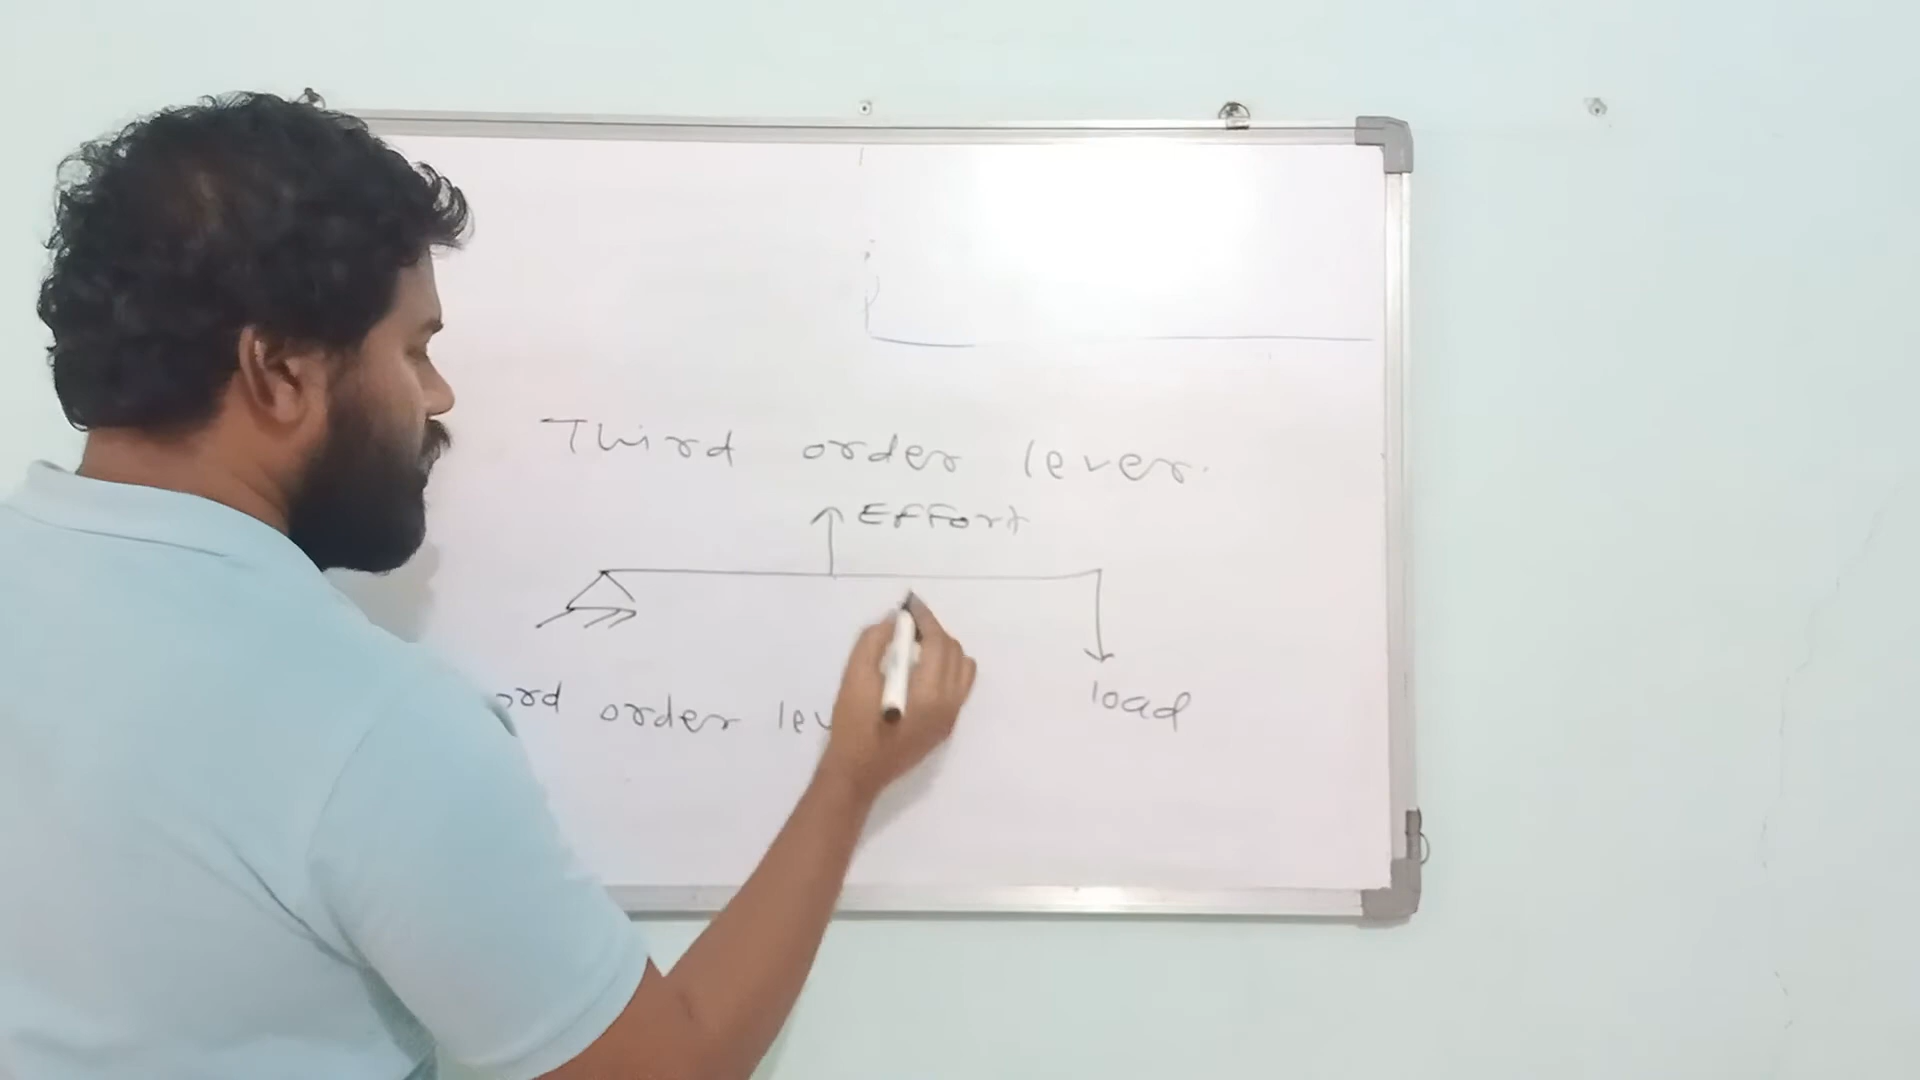 Third order lever.
Effort
load
order